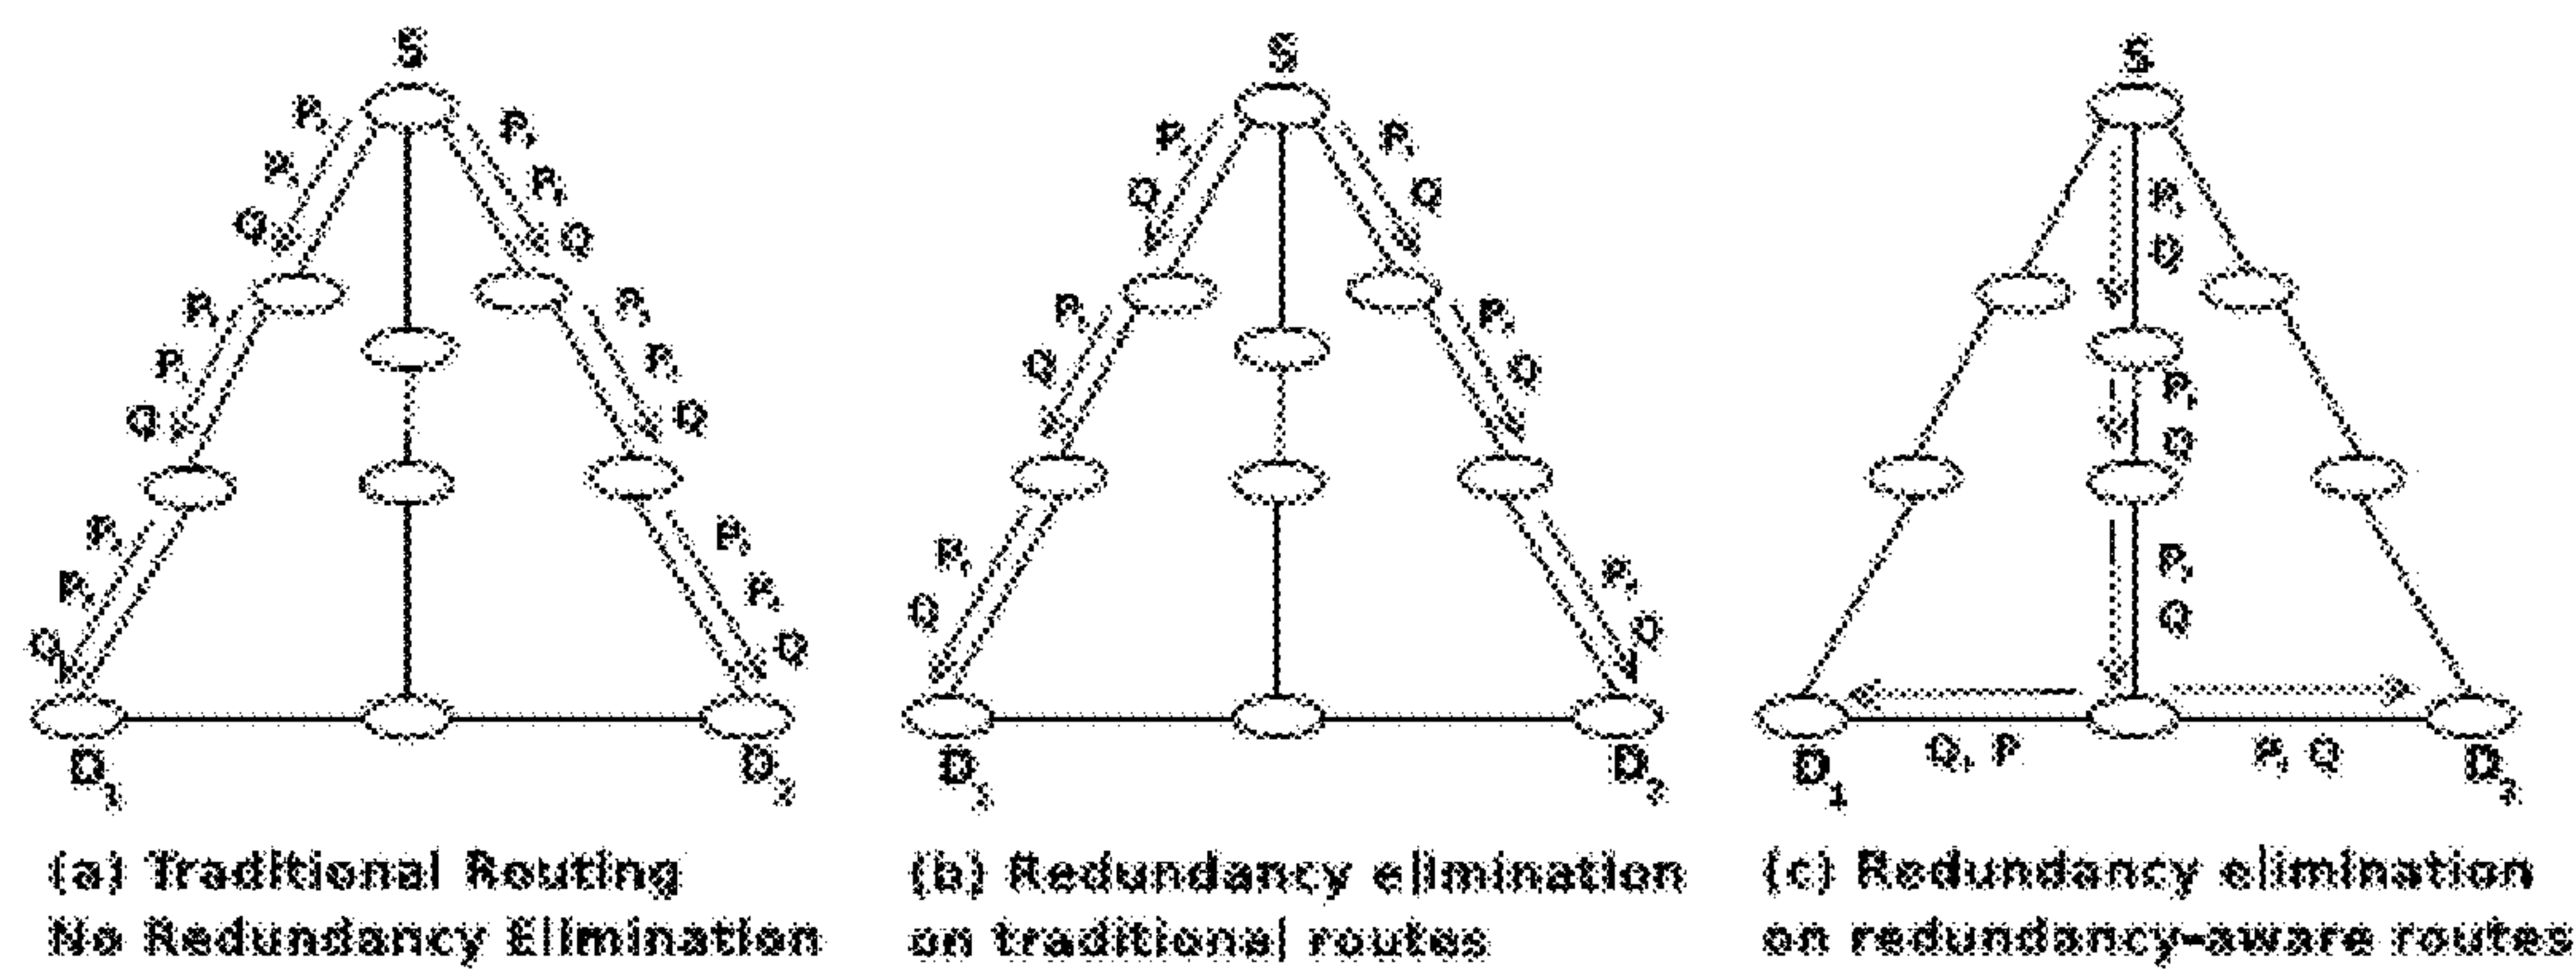 S
P,
P,
Q
P,
P,
Q
P,
P,
Q
P,
P,
Q
P,
P,
Q
P,
P,
Q
D1
D2
(a) Traditional Routing
No Redundancy Elimination
S
P,
Q
P,
Q
P,
Q
P,
Q
P,
Q
P,
Q
D1
D2
(b) Redundancy elimination
on traditional routes
S
P,
Q
P,
Q
P,
Q
Q, P
P, Q
D1
D2
(c) Redundancy elimination
on redundancy-aware routes